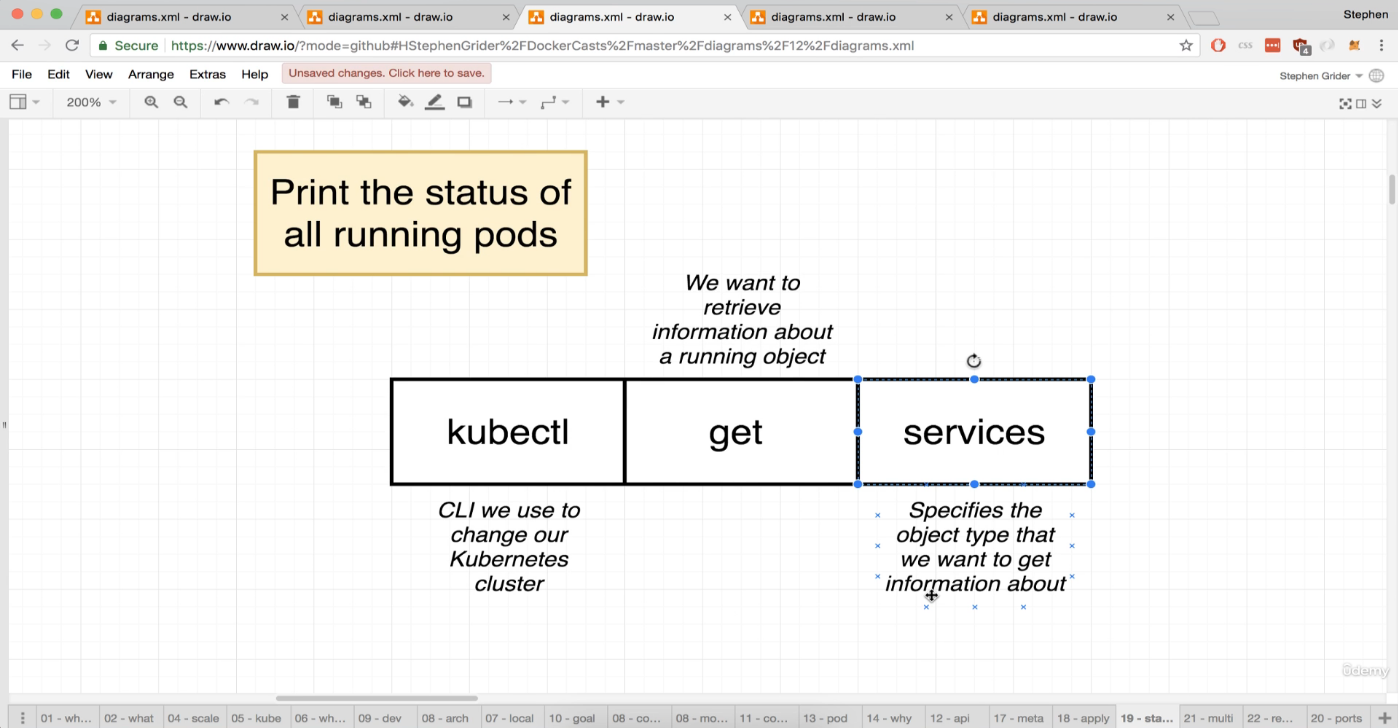 diagrams.xml - draw.io
diagrams.xml - draw.io
diagrams.xml - draw.io
diagrams.xml - draw.io
diagrams.xml - draw.io
Stephen
Secure
https://www.draw.io/?mode=github#HStephenGrider%2FDockerCasts%2Fmaster%2Fdiagrams%2F12%2Fdiagrams.xml
css
4
File Edit View Arrange Extras Help
Unsaved changes. Click here to save.
Stephen Grider
200%
Print the status of
all running pods
We want to
retrieve
information about
a running object
kubectl
get
services
CLI we use to
change our
Kubernetes
cluster
Specifies the
object type that
we want to get
information about
ûdemy
01 - wh...
02 - what
04 - scale
05 - kube
06 - wh...
09 - dev
08 - arch
07 - local
10 - goal
08 - co...
08 - mo...
11 - co...
13 - pod
14 - why
12 - api
17 - meta
18 - apply
19 - sta...
21 - multi
22 - re...
20 - ports